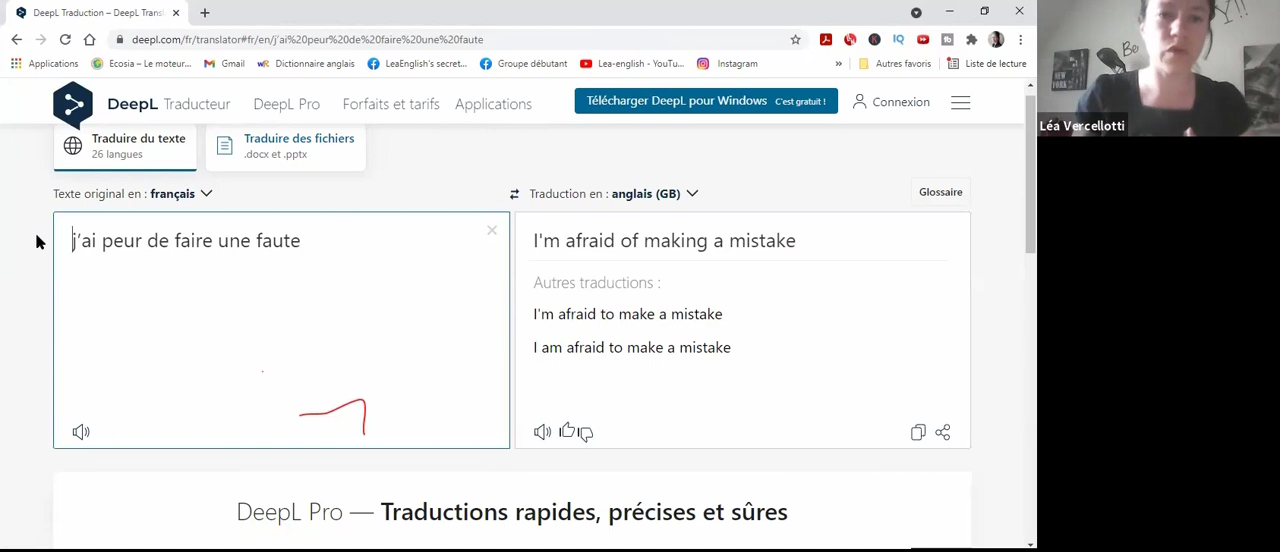 DeepL Traduction – DeepL Transl
deepl.com/fr/translator#fr/en/j'ai%20peur%20de%20faire%20une%20faute
Applications Ecosia – Le moteur... Gmail Dictionnaire anglais LeaEnglish's secret... Groupe débutant Lea-english - YouTu... Instagram » Autres favoris Liste de lecture
DeepL Traducteur DeepL Pro Forfaits et tarifs Applications Télécharger DeepL pour Windows C'est gratuit ! Connexion
Léa Vercellotti
Traduire du texte
26 langues
Traduire des fichiers
.docx et .pptx
Texte original en : français
Traduction en : anglais (GB)
Glossaire
j'ai peur de faire une faute
I'm afraid of making a mistake
Autres traductions :
I'm afraid to make a mistake
I am afraid to make a mistake
DeepL Pro — Traductions rapides, précises et sûres
NEW YORK
Be
Y!!